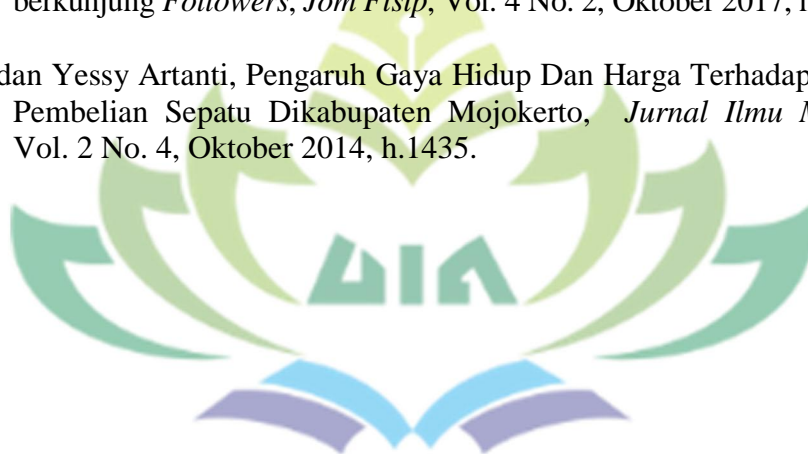 berkunjung Followers, Jom Fisip, Vol. 4 No. 2, Oktober 2017,
dan Yessy Artanti, Pengaruh Gaya Hidup Dan Harga Terhadap
Pembelian Sepatu Dikabupaten Mojokerto, Jurnal Ilmu
Vol. 2 No. 4, Oktober 2014, h.1435.
UIN